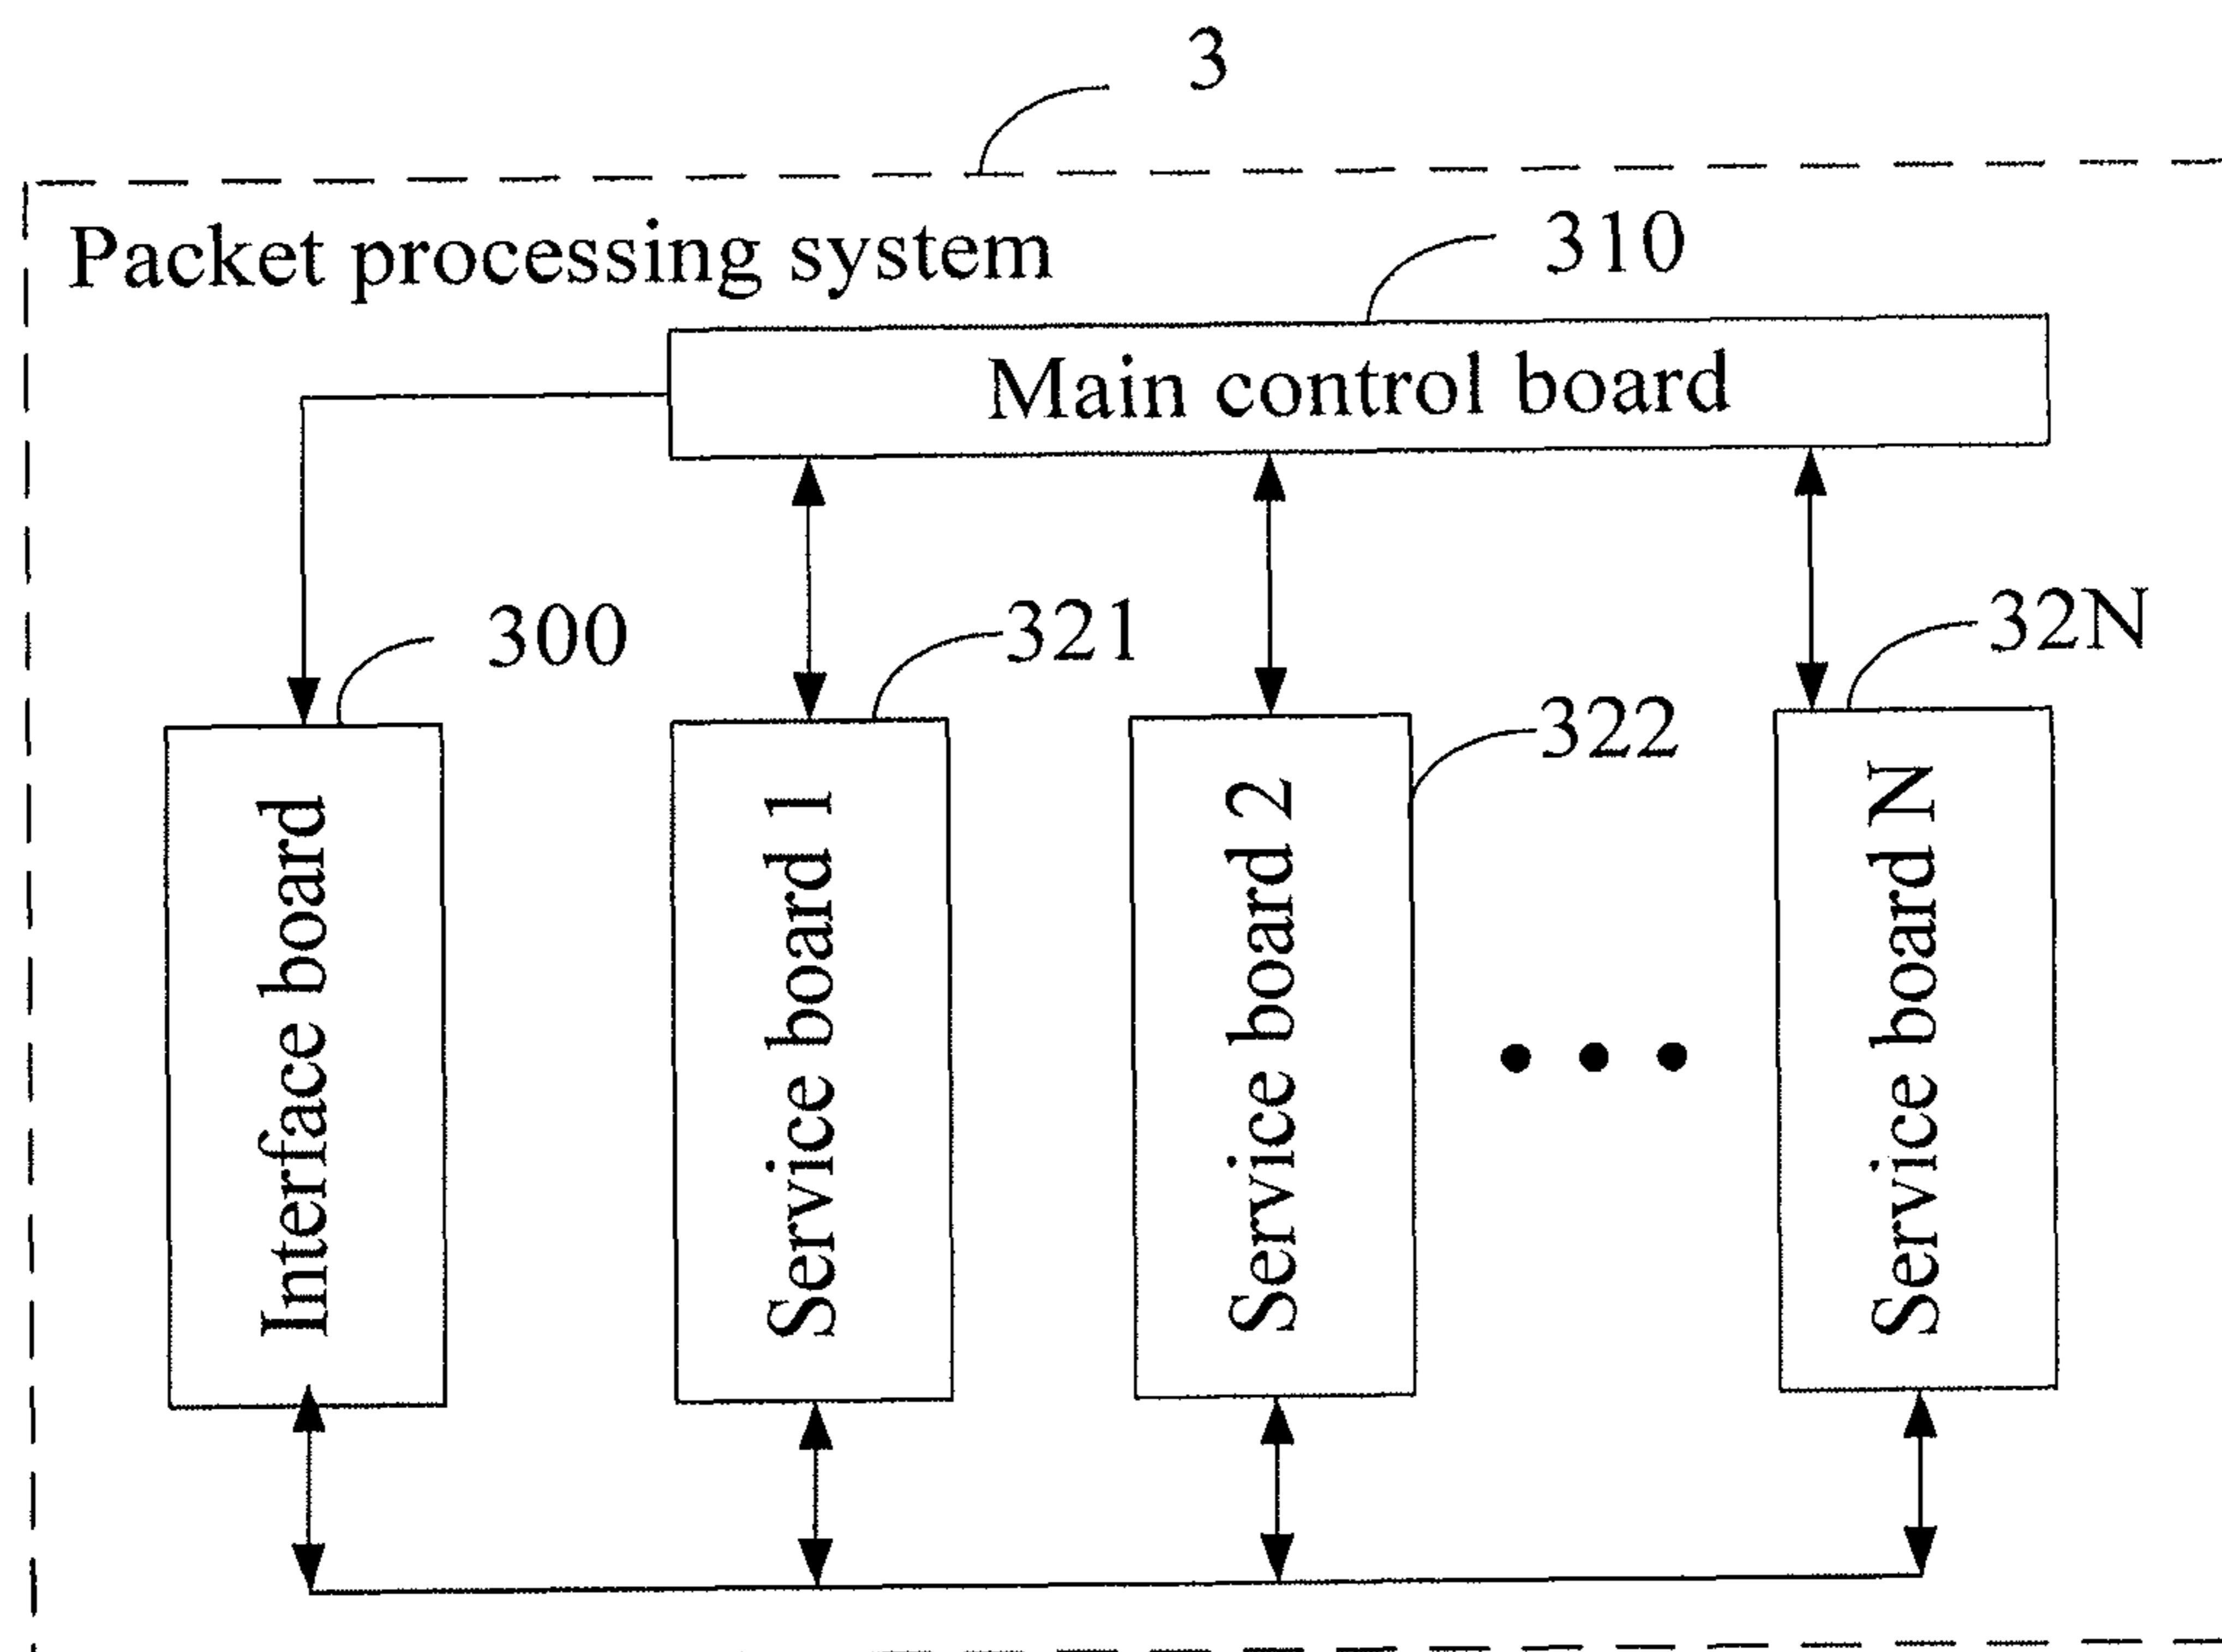 3
Packet processing system
310
Main control board
300
321
322
32N
Interface board
Service board 1
Service board 2
Service board N